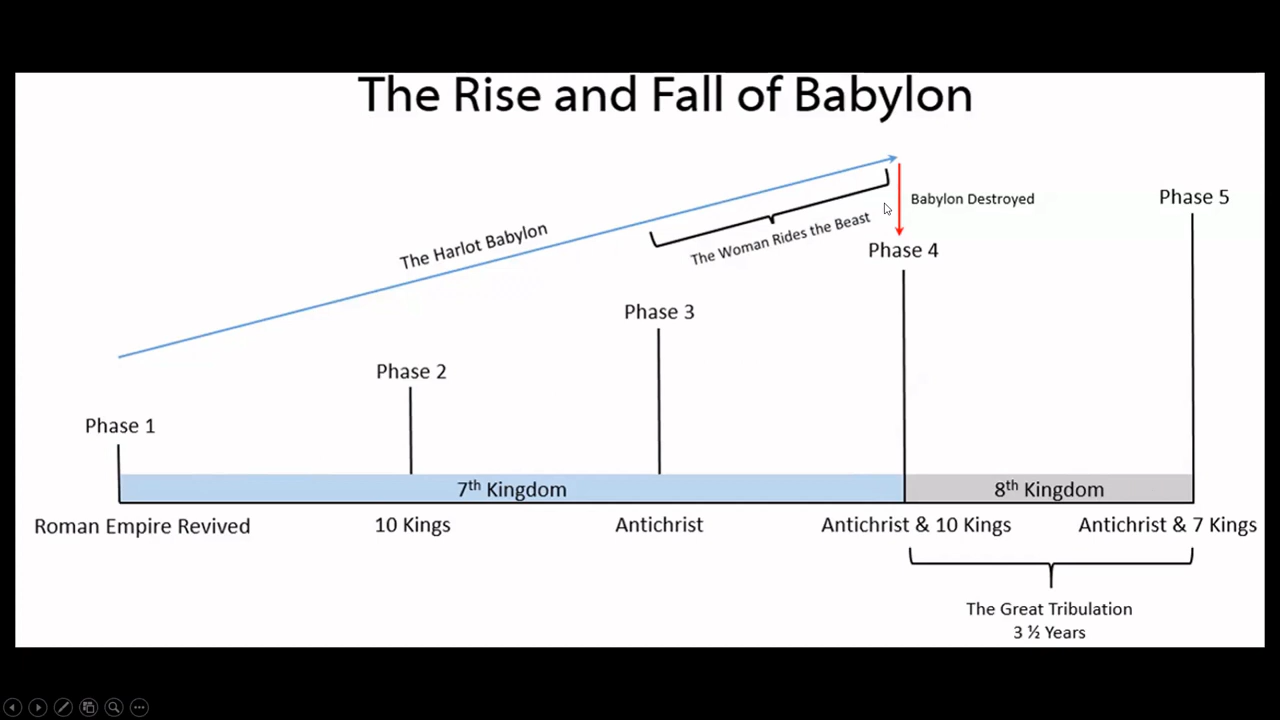 The Rise and Fall of Babylon
The Harlot Babylon
The Woman Rides the Beast
Babylon Destroyed
Phase 5
Phase 4
Phase 3
Phase 2
Phase 1
7th Kingdom
8th Kingdom
Roman Empire Revived
10 Kings
Antichrist
Antichrist & 10 Kings
Antichrist & 7 Kings
The Great Tribulation
3 ½ Years